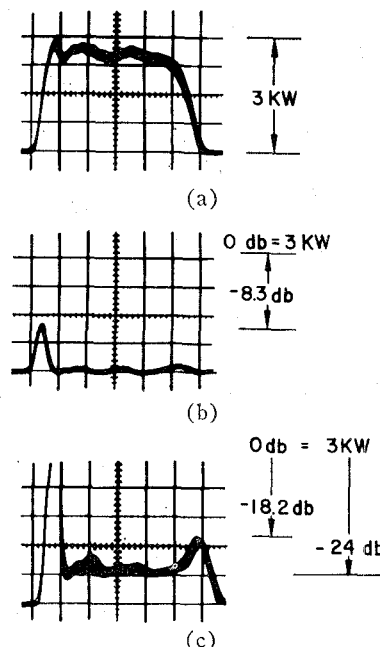 3 KW
(a)
0 db = 3 KW
-8.3 db
(b)
0 db = 3KW
-18.2 db
-24 db
(c)